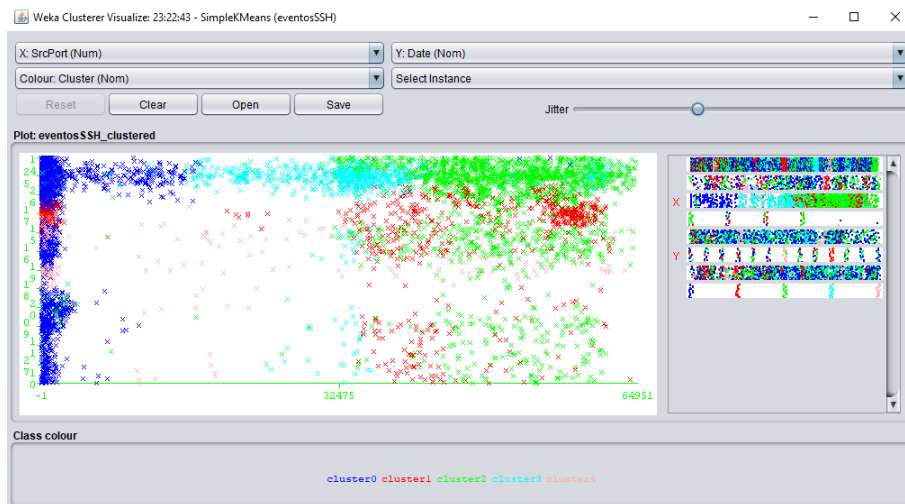 Weka Clusterer Visualize: 23:22:43 - SimpleKMeans (eventosSSH)
X: SrcPort (Num) Y: Date (Nom)
Colour: Cluster (Nom) Select Instance
Reset Clear Open Save Jitter
Plot: eventosSSH_clustered
X
Y
-1 32475 64951
Class colour
cluster0 cluster1 cluster2 cluster3 cluster4